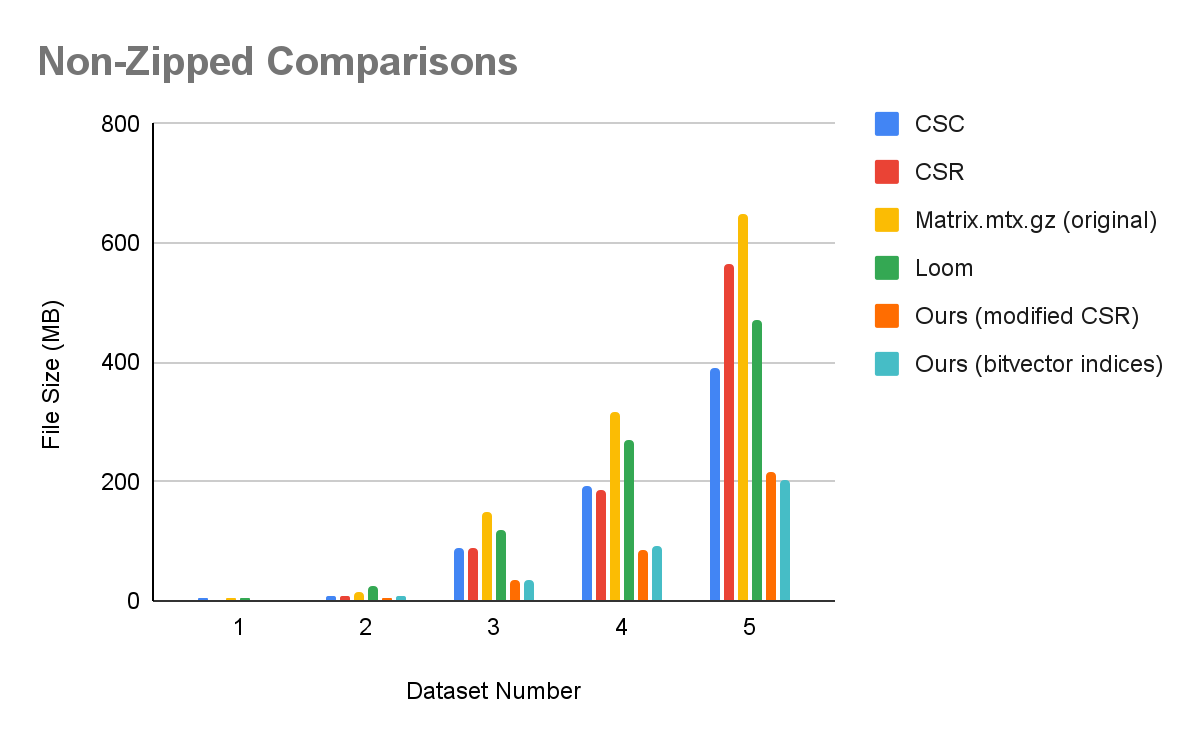 Non-Zipped Comparisons
800
600
400
200
0
File Size (MB)
1 2 3 4 5
Dataset Number
CSC
CSR
Matrix.mtx.gz (original)
Loom
Ours (modified CSR)
Ours (bitvector indices)